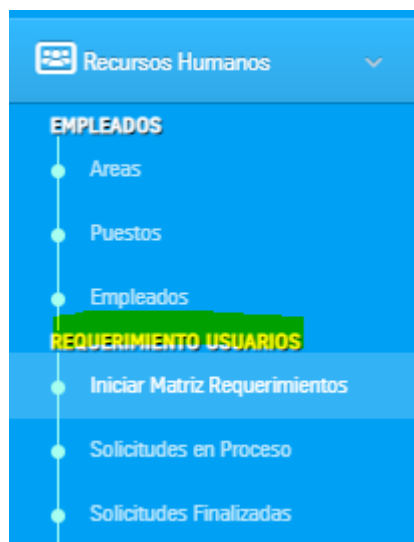 Recursos Humanos
EMPLEADOS
Areas
Puestos
Empleados
REQUERIMIENTO USUARIOS
Iniciar Matriz Requerimientos
Solicitudes en Proceso
Solicitudes Finalizadas